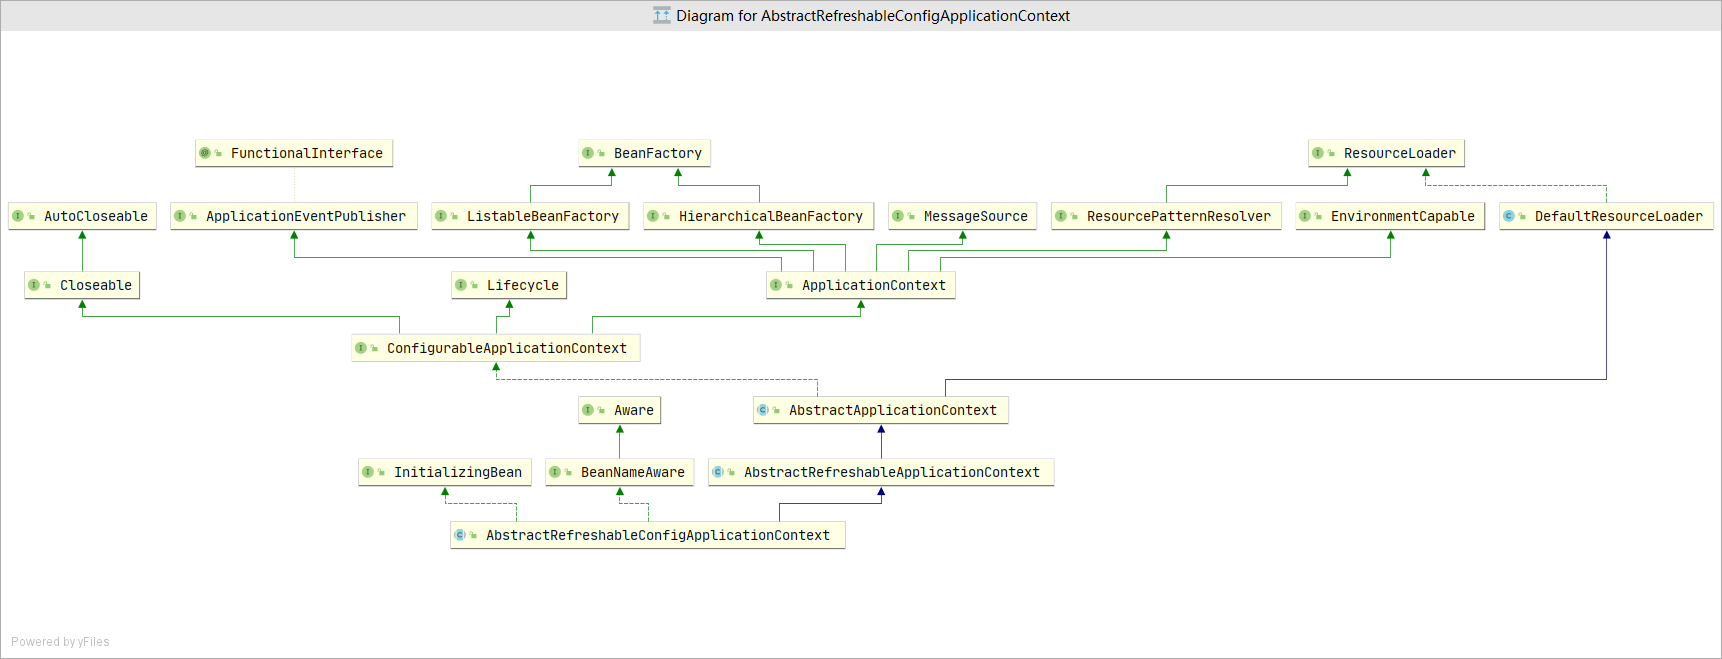 Diagram for AbstractRefreshableConfigApplicationContext
FunctionalInterface
BeanFactory
ResourceLoader
AutoCloseable
ApplicationEventPublisher
ListableBeanFactory
HierarchicalBeanFactory
MessageSource
ResourcePatternResolver
EnvironmentCapable
DefaultResourceLoader
Closeable
Lifecycle
ApplicationContext
ConfigurableApplicationContext
Aware
AbstractApplicationContext
InitializingBean
BeanNameAware
AbstractRefreshableApplicationContext
AbstractRefreshableConfigApplicationContext
Powered by yFiles